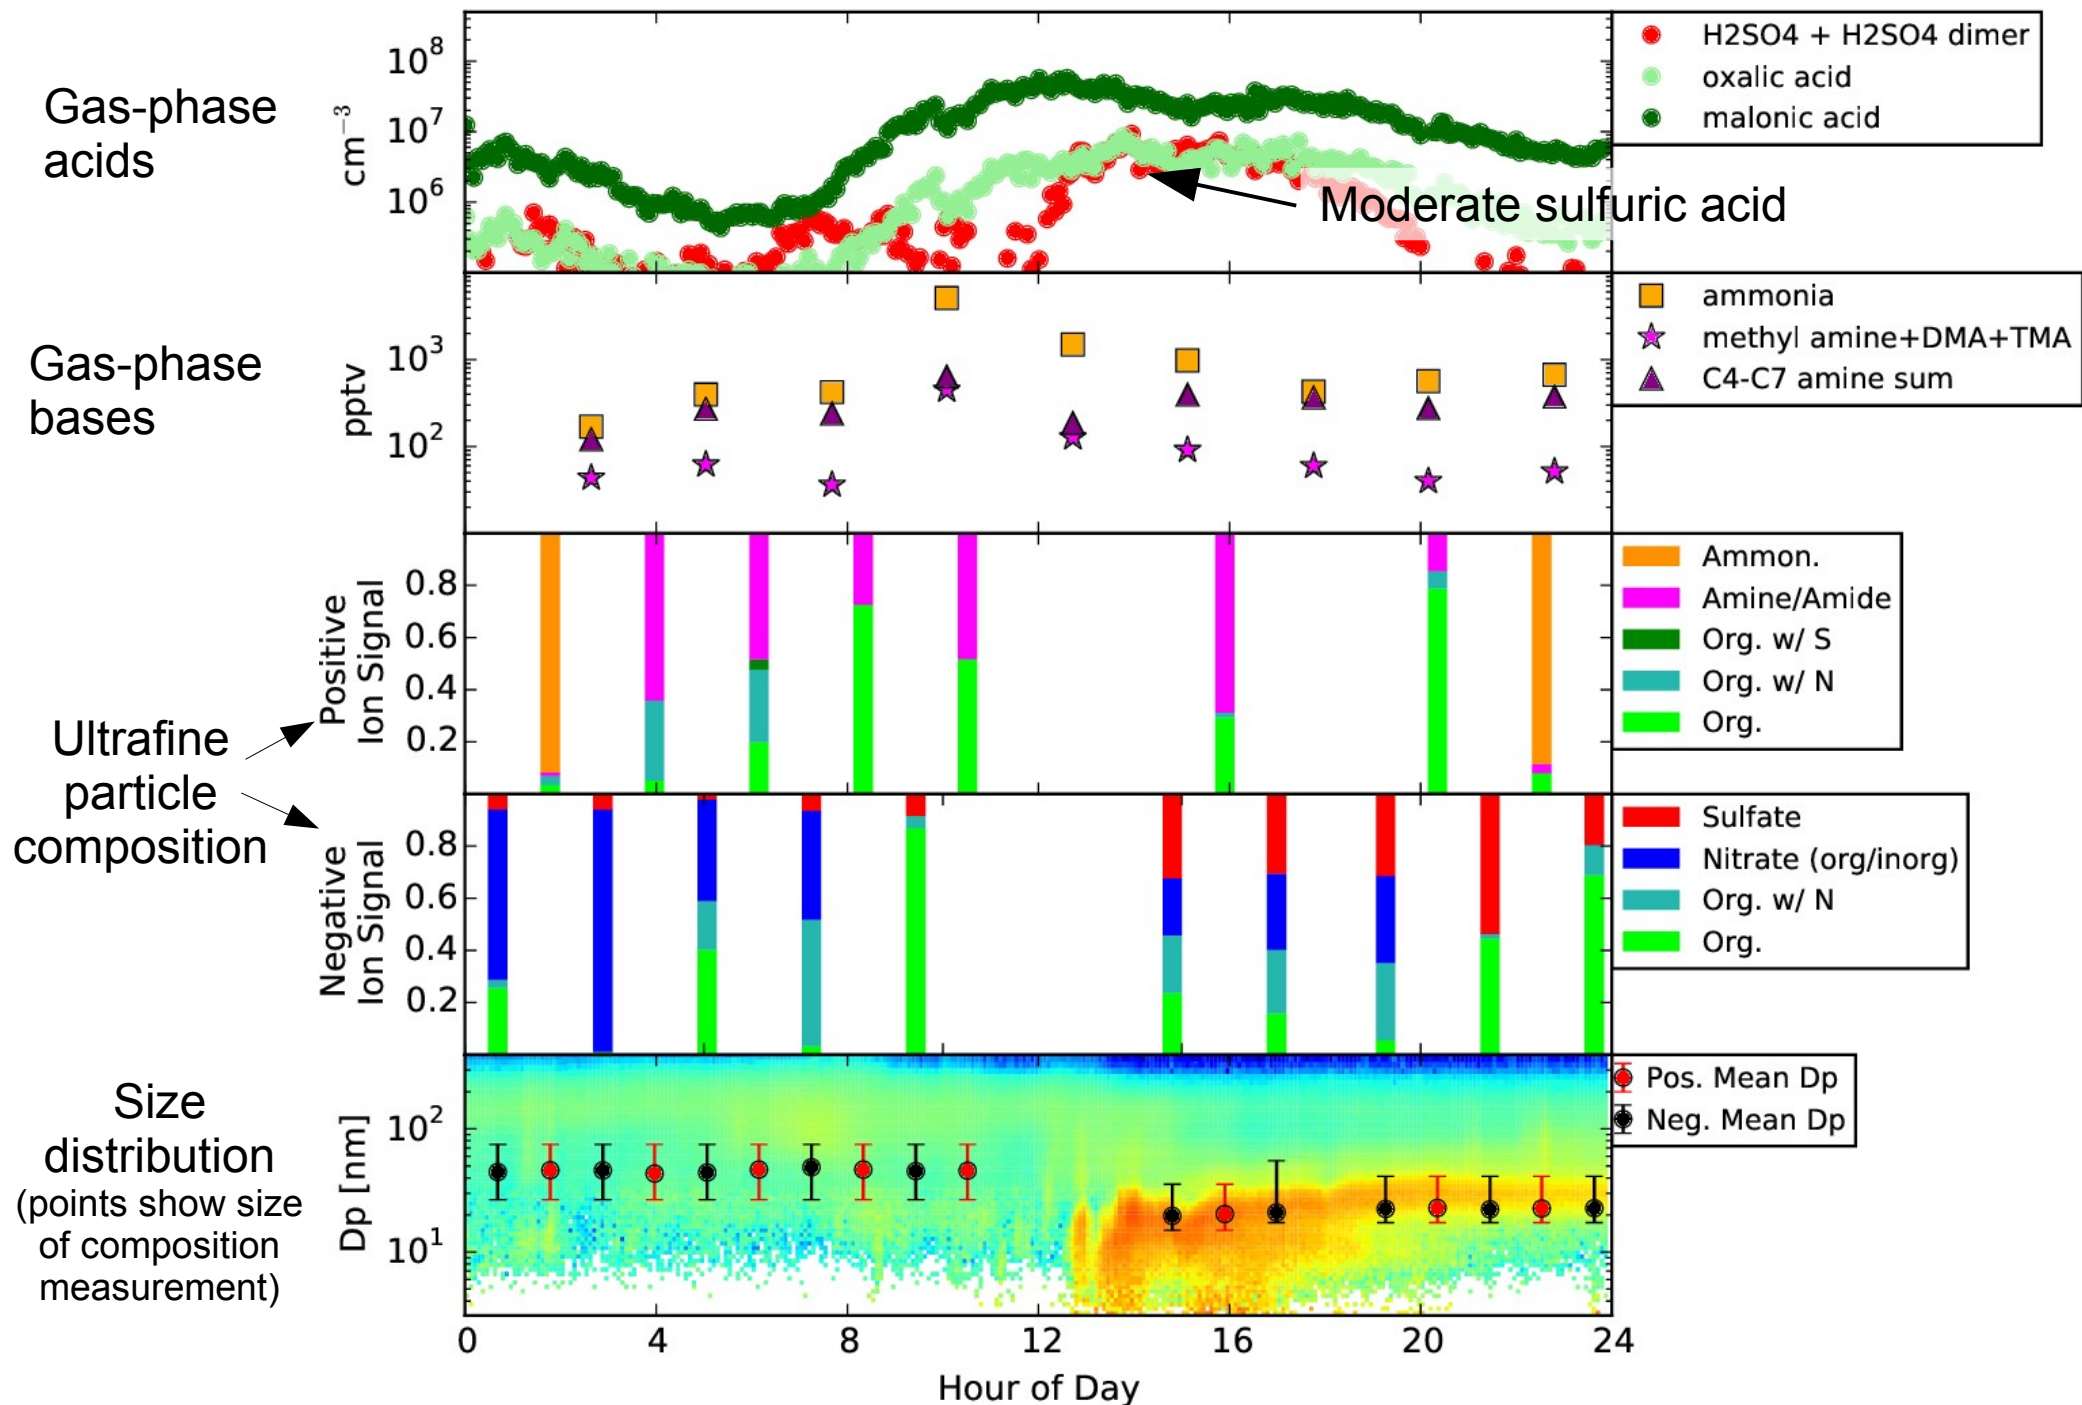 Gas-phase
acids
cm⁻³
10⁸
10⁷
10⁶
H2SO4 + H2SO4 dimer
oxalic acid
malonic acid
Moderate sulfuric acid
Gas-phase
bases
pptv
10³
10²
ammonia
methyl amine+DMA+TMA
C4-C7 amine sum
Ultrafine
particle
composition
Positive
Ion Signal
0.8
0.6
0.4
0.2
Ammon.
Amine/Amide
Org. w/ S
Org. w/ N
Org.
Negative
Ion Signal
0.8
0.6
0.4
0.2
Sulfate
Nitrate (org/inorg)
Org. w/ N
Org.
Size
distribution
(points show size
of composition
measurement)
Dp [nm]
10²
10¹
Pos. Mean Dp
Neg. Mean Dp
0 4 8 12 16 20 24
Hour of Day